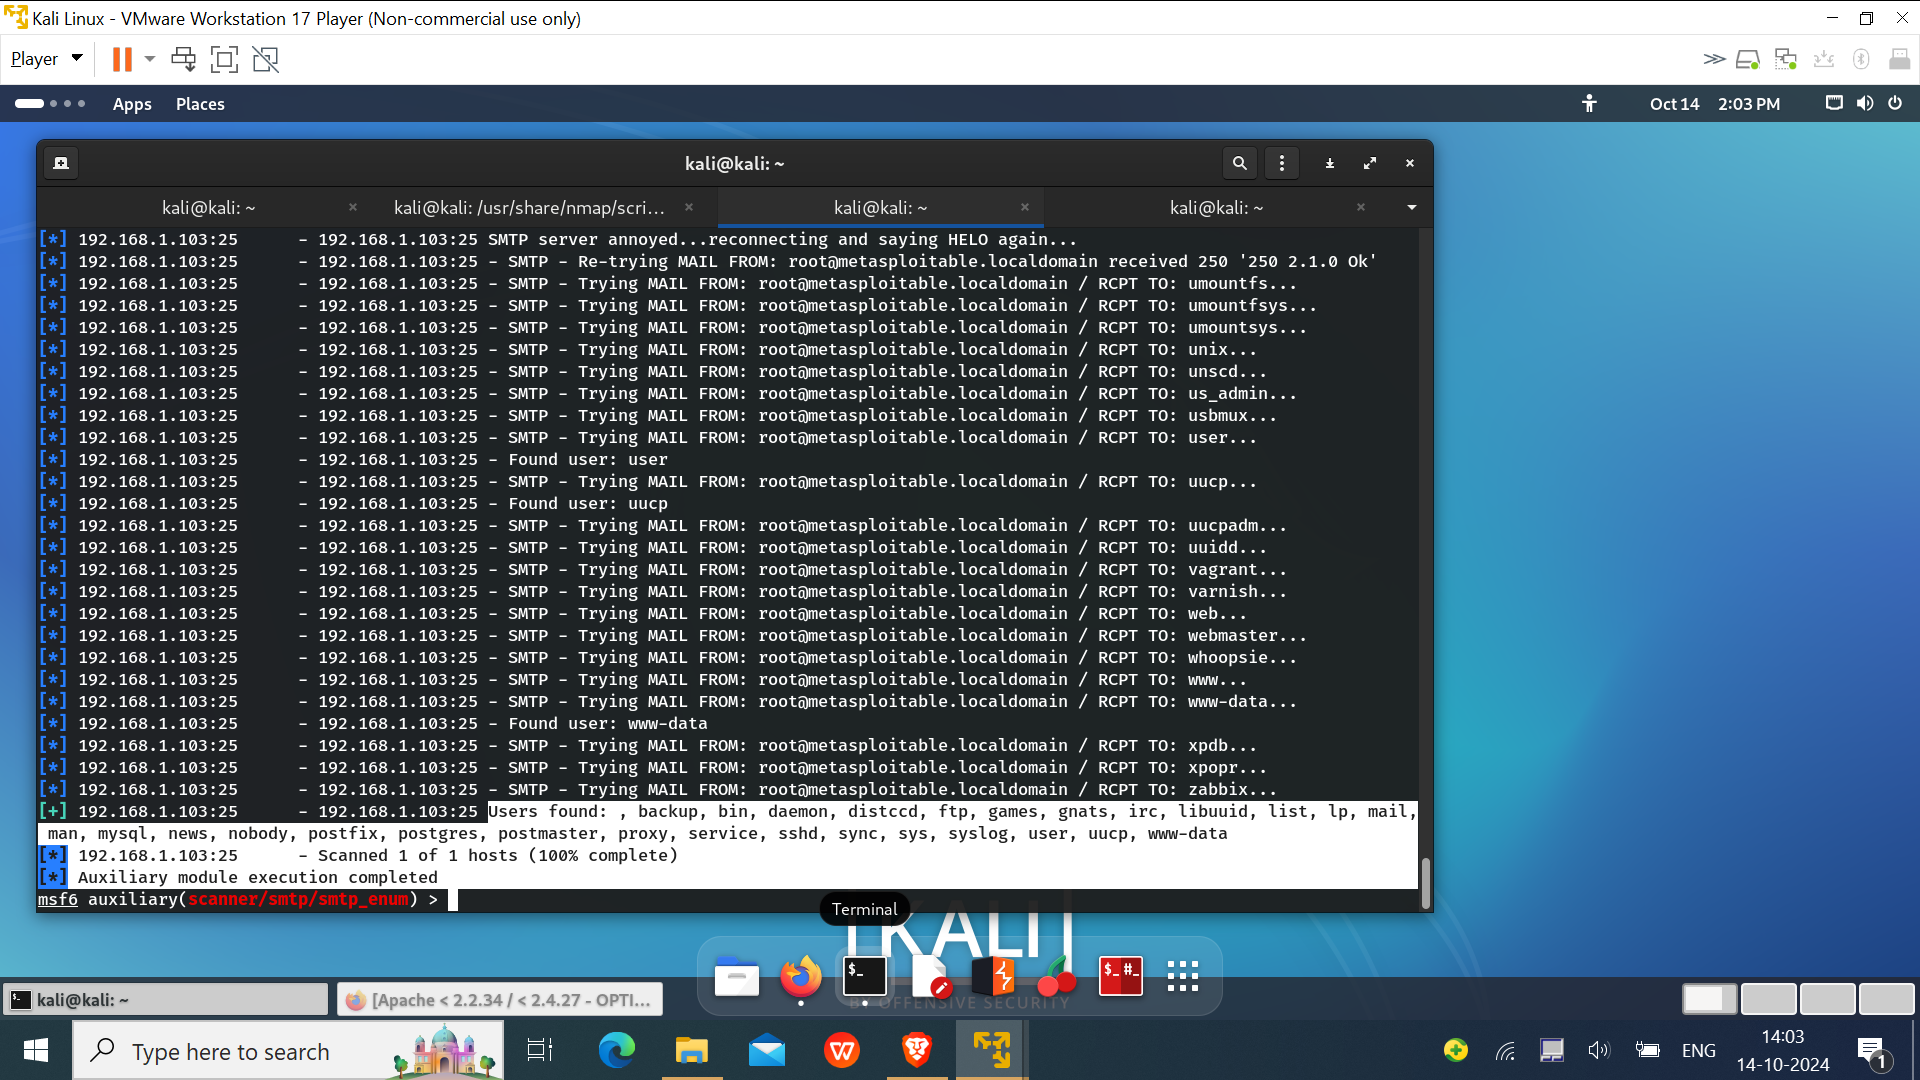 Kali Linux - VMware Workstation 17 Player (Non-commercial use only)
Player
Apps Places Oct 14 2:03 PM
kali@kali: ~
kali@kali: ~ kali@kali: /usr/share/nmap/scri... kali@kali: ~ kali@kali: ~
[*] 192.168.1.103:25 - 192.168.1.103:25 SMTP server annoyed...reconnecting and saying HELO again...
[*] 192.168.1.103:25 - 192.168.1.103:25 - SMTP - Re-trying MAIL FROM: root@metasploitable.localdomain received 250 '250 2.1.0 Ok'
[*] 192.168.1.103:25 - 192.168.1.103:25 - SMTP - Trying MAIL FROM: root@metasploitable.localdomain / RCPT TO: umountfs...
[*] 192.168.1.103:25 - 192.168.1.103:25 - SMTP - Trying MAIL FROM: root@metasploitable.localdomain / RCPT TO: umountfsys...
[*] 192.168.1.103:25 - 192.168.1.103:25 - SMTP - Trying MAIL FROM: root@metasploitable.localdomain / RCPT TO: umountsys...
[*] 192.168.1.103:25 - 192.168.1.103:25 - SMTP - Trying MAIL FROM: root@metasploitable.localdomain / RCPT TO: unix...
[*] 192.168.1.103:25 - 192.168.1.103:25 - SMTP - Trying MAIL FROM: root@metasploitable.localdomain / RCPT TO: unscd...
[*] 192.168.1.103:25 - 192.168.1.103:25 - SMTP - Trying MAIL FROM: root@metasploitable.localdomain / RCPT TO: us_admin...
[*] 192.168.1.103:25 - 192.168.1.103:25 - SMTP - Trying MAIL FROM: root@metasploitable.localdomain / RCPT TO: usbmux...
[*] 192.168.1.103:25 - 192.168.1.103:25 - SMTP - Trying MAIL FROM: root@metasploitable.localdomain / RCPT TO: user...
[*] 192.168.1.103:25 - 192.168.1.103:25 - Found user: user
[*] 192.168.1.103:25 - 192.168.1.103:25 - SMTP - Trying MAIL FROM: root@metasploitable.localdomain / RCPT TO: uucp...
[*] 192.168.1.103:25 - 192.168.1.103:25 - Found user: uucp
[*] 192.168.1.103:25 - 192.168.1.103:25 - SMTP - Trying MAIL FROM: root@metasploitable.localdomain / RCPT TO: uucpadm...
[*] 192.168.1.103:25 - 192.168.1.103:25 - SMTP - Trying MAIL FROM: root@metasploitable.localdomain / RCPT TO: uuidd...
[*] 192.168.1.103:25 - 192.168.1.103:25 - SMTP - Trying MAIL FROM: root@metasploitable.localdomain / RCPT TO: vagrant...
[*] 192.168.1.103:25 - 192.168.1.103:25 - SMTP - Trying MAIL FROM: root@metasploitable.localdomain / RCPT TO: varnish...
[*] 192.168.1.103:25 - 192.168.1.103:25 - SMTP - Trying MAIL FROM: root@metasploitable.localdomain / RCPT TO: web...
[*] 192.168.1.103:25 - 192.168.1.103:25 - SMTP - Trying MAIL FROM: root@metasploitable.localdomain / RCPT TO: webmaster...
[*] 192.168.1.103:25 - 192.168.1.103:25 - SMTP - Trying MAIL FROM: root@metasploitable.localdomain / RCPT TO: whoopsie...
[*] 192.168.1.103:25 - 192.168.1.103:25 - SMTP - Trying MAIL FROM: root@metasploitable.localdomain / RCPT TO: www...
[*] 192.168.1.103:25 - 192.168.1.103:25 - SMTP - Trying MAIL FROM: root@metasploitable.localdomain / RCPT TO: www-data...
[*] 192.168.1.103:25 - 192.168.1.103:25 - Found user: www-data
[*] 192.168.1.103:25 - 192.168.1.103:25 - SMTP - Trying MAIL FROM: root@metasploitable.localdomain / RCPT TO: xpdb...
[*] 192.168.1.103:25 - 192.168.1.103:25 - SMTP - Trying MAIL FROM: root@metasploitable.localdomain / RCPT TO: xpopr...
[*] 192.168.1.103:25 - 192.168.1.103:25 - SMTP - Trying MAIL FROM: root@metasploitable.localdomain / RCPT TO: zabbix...
[+] 192.168.1.103:25 - 192.168.1.103:25 Users found: , backup, bin, daemon, distccd, ftp, games, gnats, irc, libuuid, list, lp, mail,
man, mysql, news, nobody, postfix, postgres, postmaster, proxy, service, sshd, sync, sys, syslog, user, uucp, www-data
[*] 192.168.1.103:25 - Scanned 1 of 1 hosts (100% complete)
[*] Auxiliary module execution completed
msf6 auxiliary(scanner/smtp/smtp_enum) >
Terminal
KALI
BY OFFENSIVE SECURITY
$_ $_ #_
kali@kali: ~ [Apache < 2.2.34 / < 2.4.27 - OPTI...
Type here to search ENG 14:03
14-10-2024 1